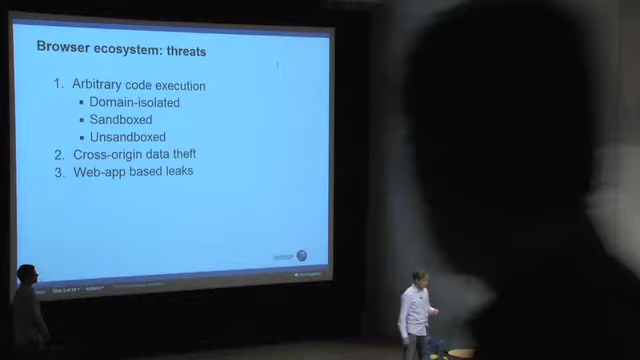 Browser ecosystem: threats
1. Arbitrary code execution
▪ Domain-isolated
▪ Sandboxed
▪ Unsandboxed
2. Cross-origin data theft
3. Web-app based leaks
OWASP